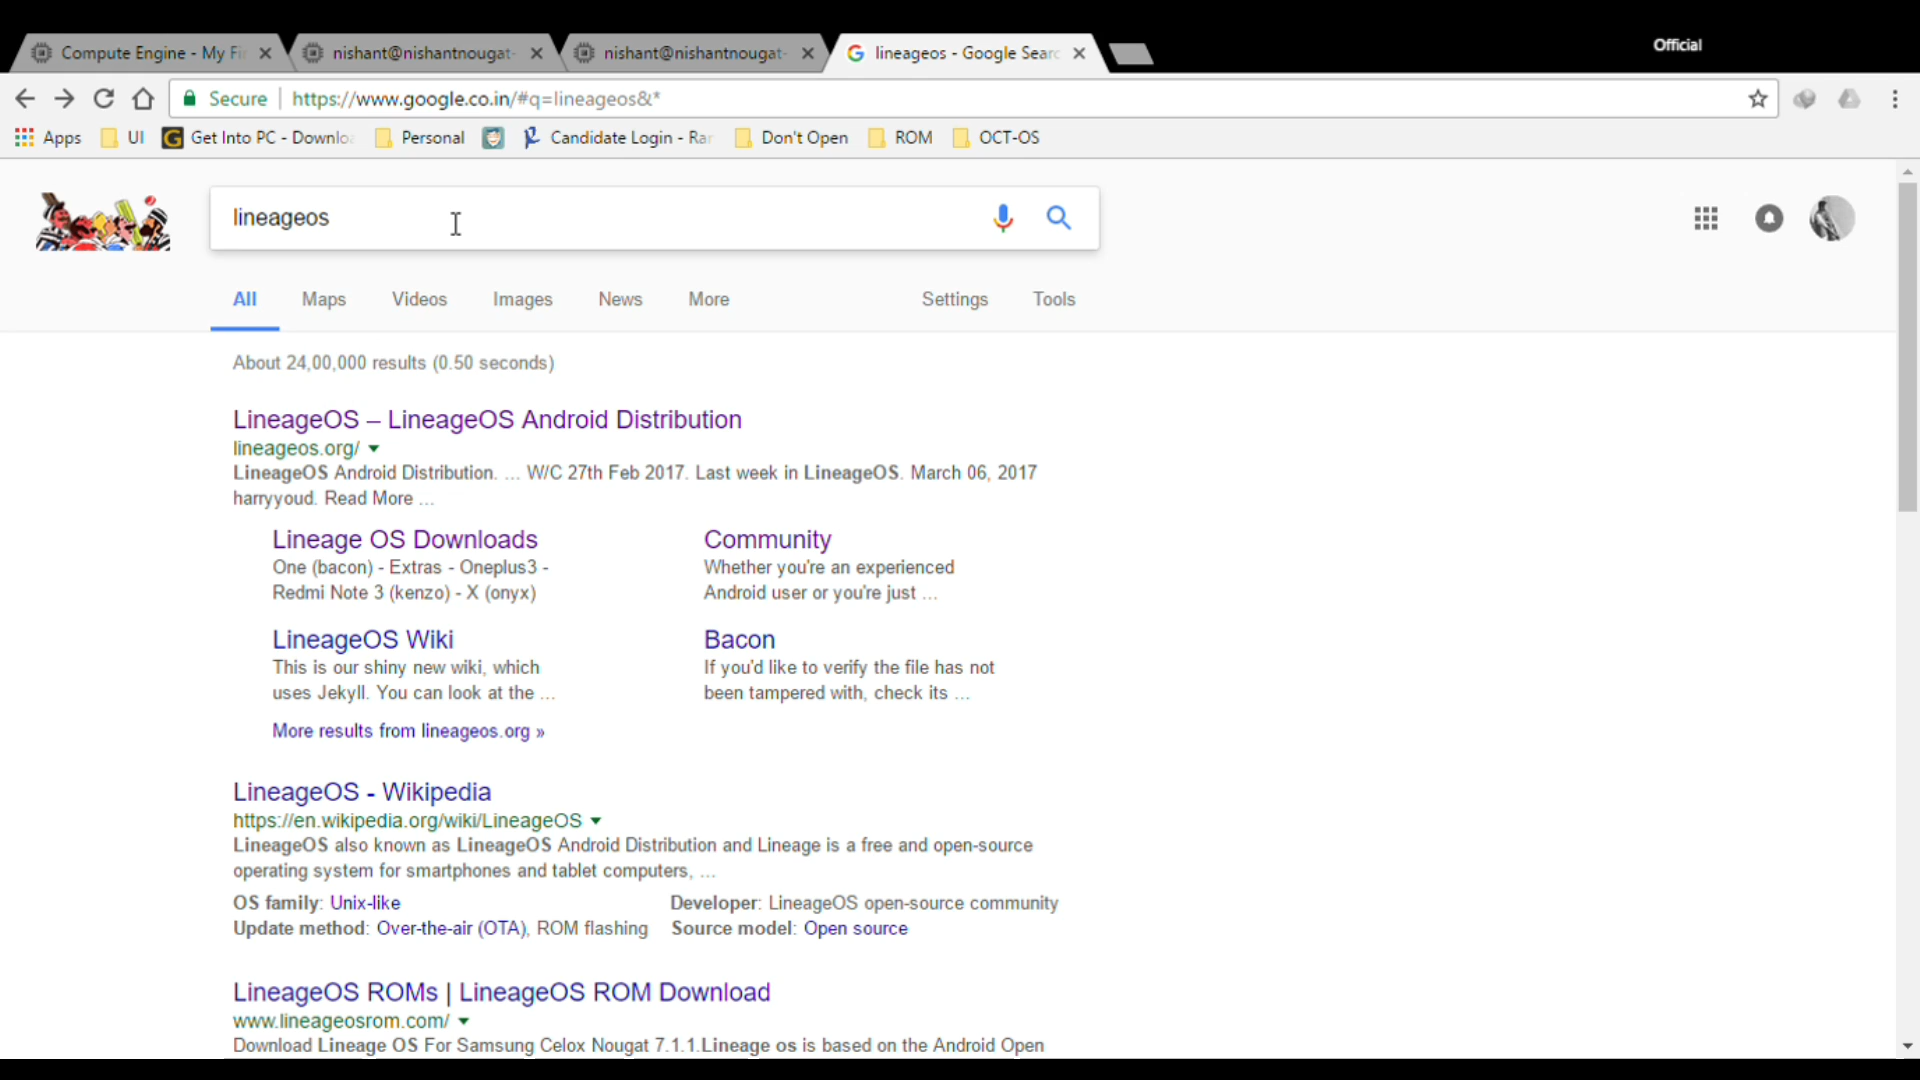 Official
Compute Engine - My Fi
nishant@nishantnougat-
nishant@nishantnougat-
lineageos - Google Searc
Secure https://www.google.co.in/#q=lineageos&*
Apps UI Get Into PC - Downloa Personal Candidate Login - Ran Don't Open ROM OCT-OS
lineageos
All Maps Videos Images News More Settings Tools
About 24,00,000 results (0.50 seconds)
LineageOS – LineageOS Android Distribution
lineageos.org/
LineageOS Android Distribution. ... W/C 27th Feb 2017. Last week in LineageOS. March 06, 2017
harryyoud. Read More ...
Lineage OS Downloads
One (bacon) - Extras - Oneplus3 -
Redmi Note 3 (kenzo) - X (onyx)
Community
Whether you're an experienced
Android user or you're just ...
LineageOS Wiki
This is our shiny new wiki, which
uses Jekyll. You can look at the ...
Bacon
If you'd like to verify the file has not
been tampered with, check its ...
More results from lineageos.org »
LineageOS - Wikipedia
https://en.wikipedia.org/wiki/LineageOS
LineageOS also known as LineageOS Android Distribution and Lineage is a free and open-source
operating system for smartphones and tablet computers, ...
OS family: Unix-like Developer: LineageOS open-source community
Update method: Over-the-air (OTA), ROM flashing Source model: Open source
LineageOS ROMs | LineageOS ROM Download
www.lineageosrom.com/
Download Lineage OS For Samsung Celox Nougat 7.1.1.Lineage os is based on the Android Open